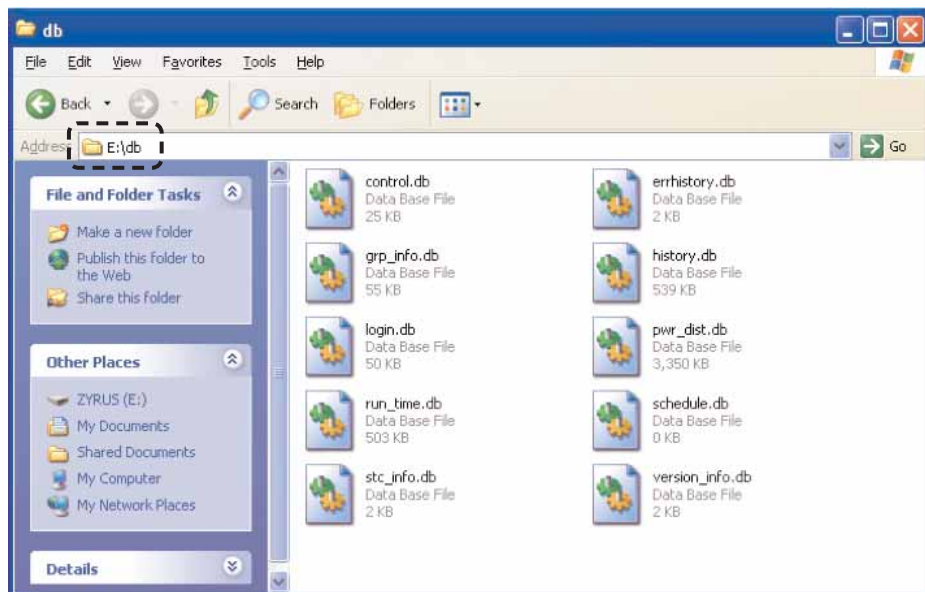 db
File Edit View Favorites Tools Help
Back Search Folders
Address E:\db Go
File and Folder Tasks
Make a new folder
Publish this folder to
the Web
Share this folder
Other Places
ZYRUS (E:)
My Documents
Shared Documents
My Computer
My Network Places
Details
control.db
Data Base File
25 KB
errhistory.db
Data Base File
2 KB
grp_info.db
Data Base File
55 KB
history.db
Data Base File
539 KB
login.db
Data Base File
50 KB
pwr_dist.db
Data Base File
3,350 KB
run_time.db
Data Base File
503 KB
schedule.db
Data Base File
0 KB
stc_info.db
Data Base File
2 KB
version_info.db
Data Base File
2 KB